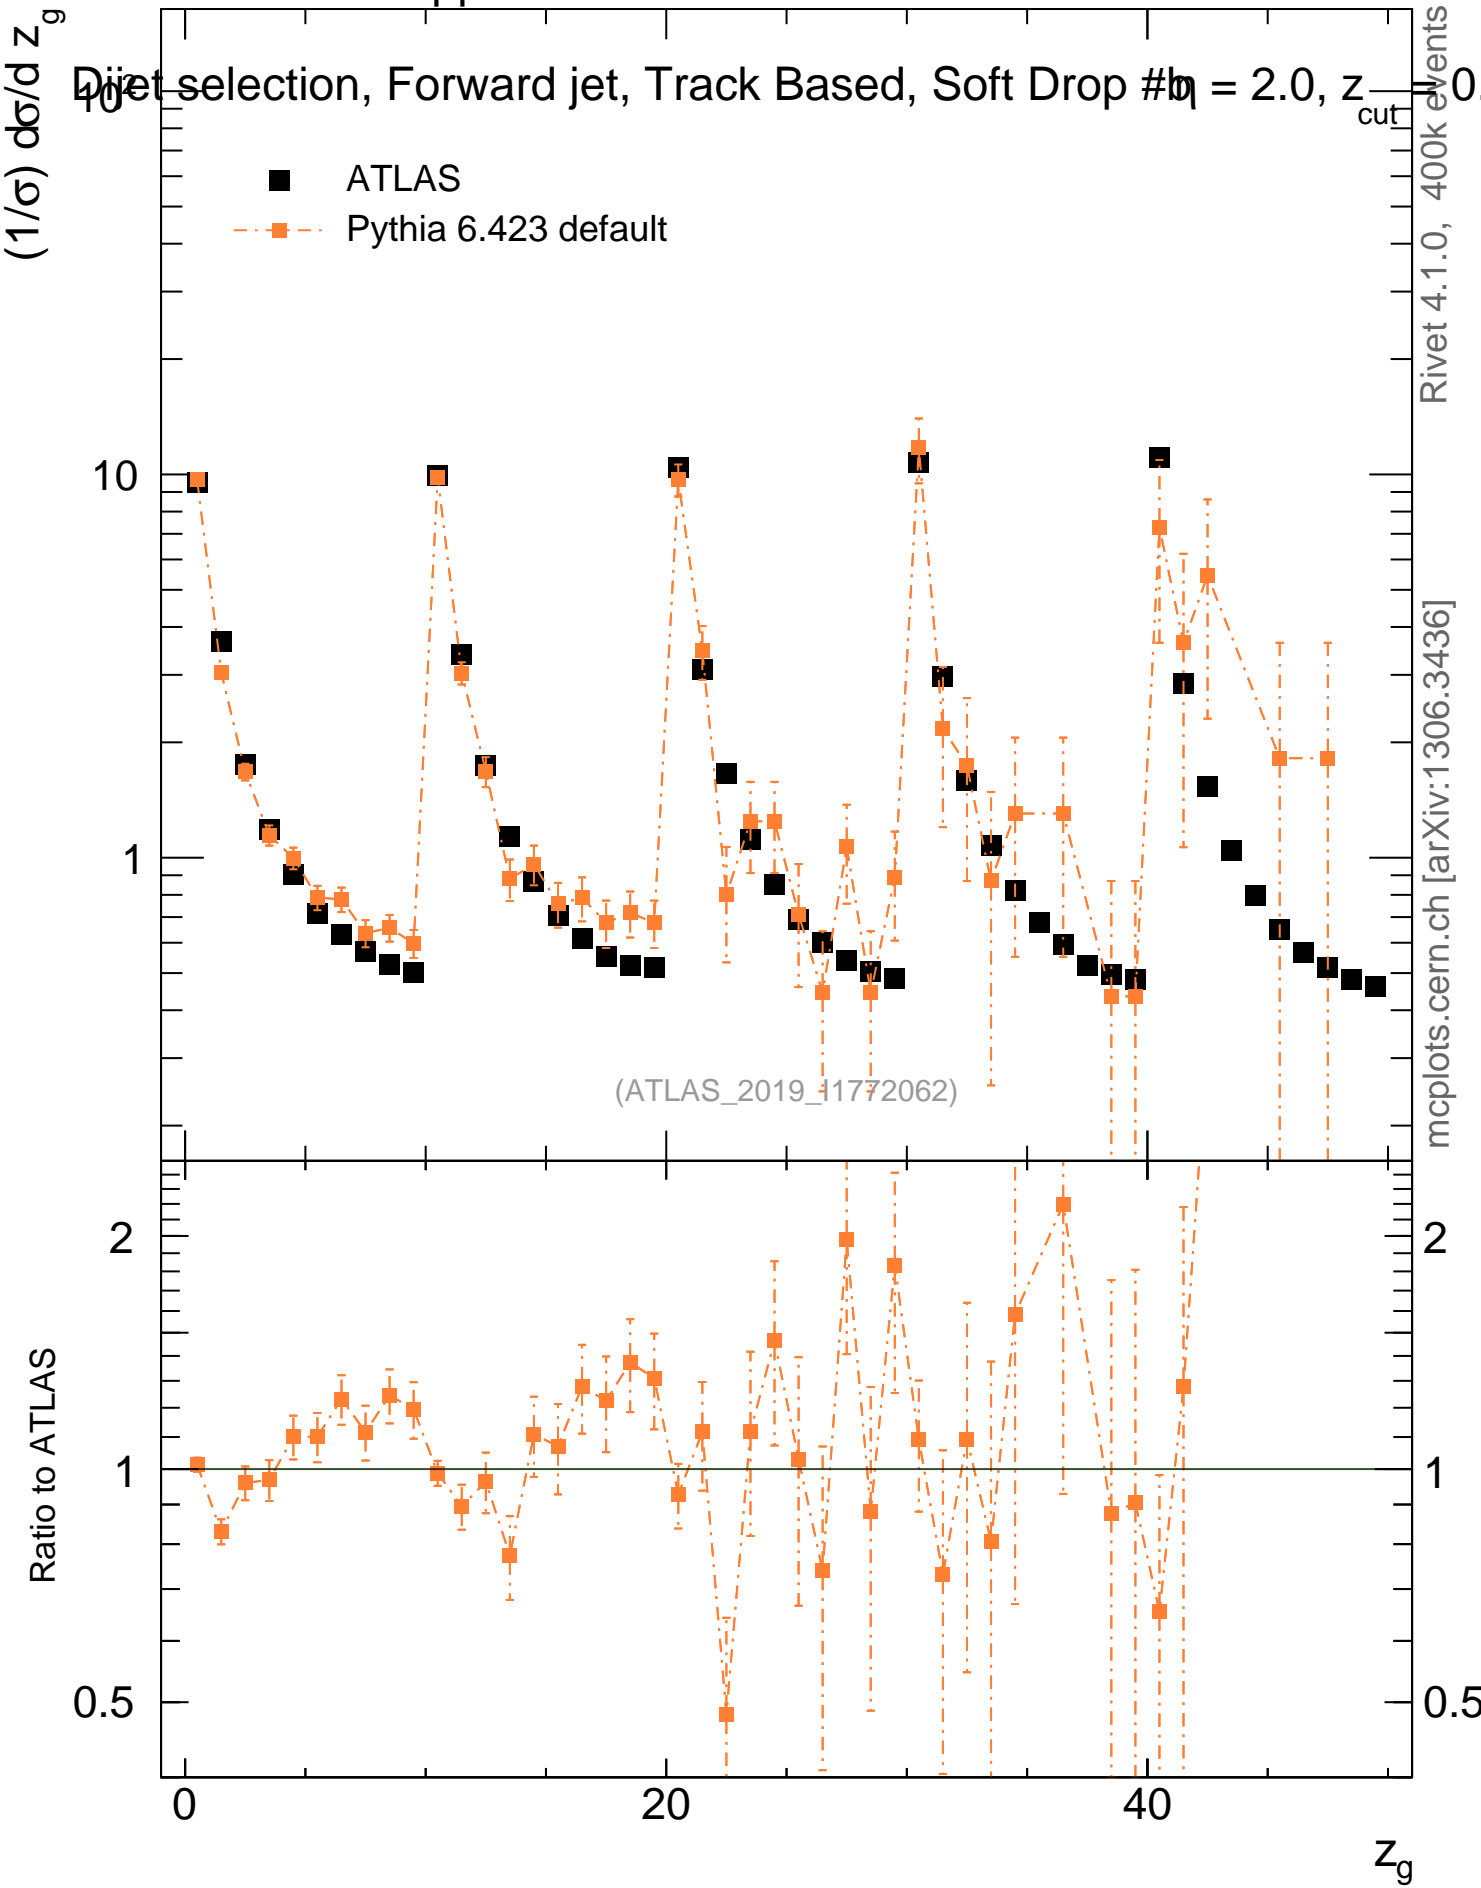 Dijet selection, Forward jet, Track Based, Soft Drop #b = 2.0, z_cut = 0.
(1/σ) dσ/d z_g
10²
ATLAS
Pythia 6.423 default
10
1
(ATLAS_2019_I1772062)
Rivet 4.1.0, 400k events
mcplots.cern.ch [arXiv:1306.3436]
Ratio to ATLAS
2
1
0.5
2
1
0.5
0
20
40
z_g